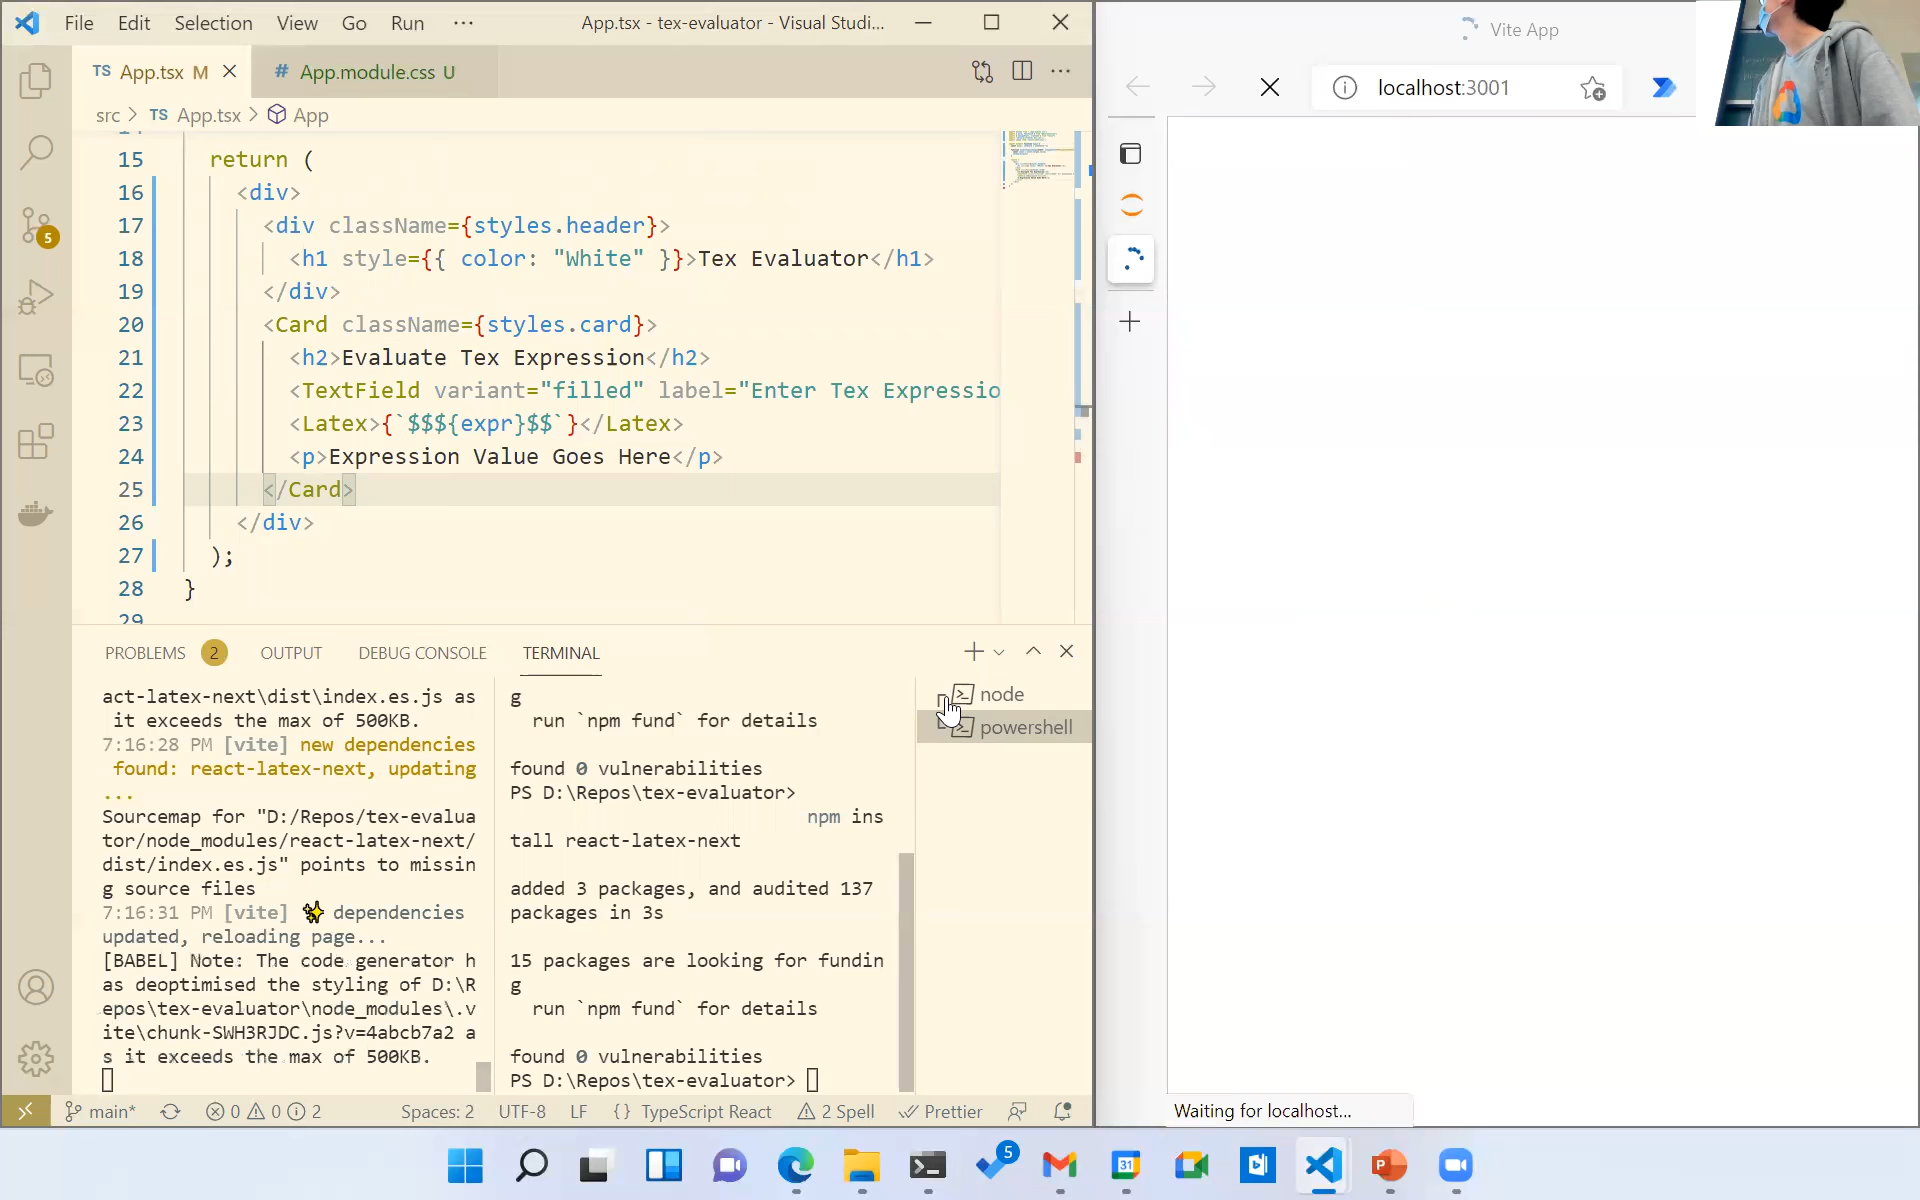 File Edit Selection View Go Run ··· App.tsx - tex-evaluator - Visual Studi...
TS App.tsx M
# App.module.css U
src > TS App.tsx > App
15 return (
16 <div>
17 <div className={styles.header}>
18 <h1 style={{ color: "White" }}>Tex Evaluator</h1>
19 </div>
20 <Card className={styles.card}>
21 <h2>Evaluate Tex Expression</h2>
22 <TextField variant="filled" label="Enter Tex Expressio
23 <Latex>{`$$${expr}$$`}</Latex>
24 <p>Expression Value Goes Here</p>
25 </Card>
26 </div>
27 );
28 }
29
PROBLEMS 2 OUTPUT DEBUG CONSOLE TERMINAL
act-latex-next\dist\index.es.js as
it exceeds the max of 500KB.
7:16:28 PM [vite] new dependencies
found: react-latex-next, updating
...
Sourcemap for "D:/Repos/tex-evalua
tor/node_modules/react-latex-next/
dist/index.es.js" points to missin
g source files
7:16:31 PM [vite] ✨ dependencies
updated, reloading page...
[BABEL] Note: The code generator h
as deoptimised the styling of D:\R
epos\tex-evaluator\node_modules\.v
ite\chunk-SWH3RJDC.js?v=4abcb7a2 a
s it exceeds the max of 500KB.
g
run `npm fund` for details
found 0 vulnerabilities
PS D:\Repos\tex-evaluator>
npm ins
tall react-latex-next
added 3 packages, and audited 137
packages in 3s
15 packages are looking for fundin
g
run `npm fund` for details
found 0 vulnerabilities
PS D:\Repos\tex-evaluator>
node
powershell
5
main* 0 0 2 Spaces: 2 UTF-8 LF {} TypeScript React 2 Spell Prettier
Vite App
localhost:3001
Waiting for localhost...
5
31
P